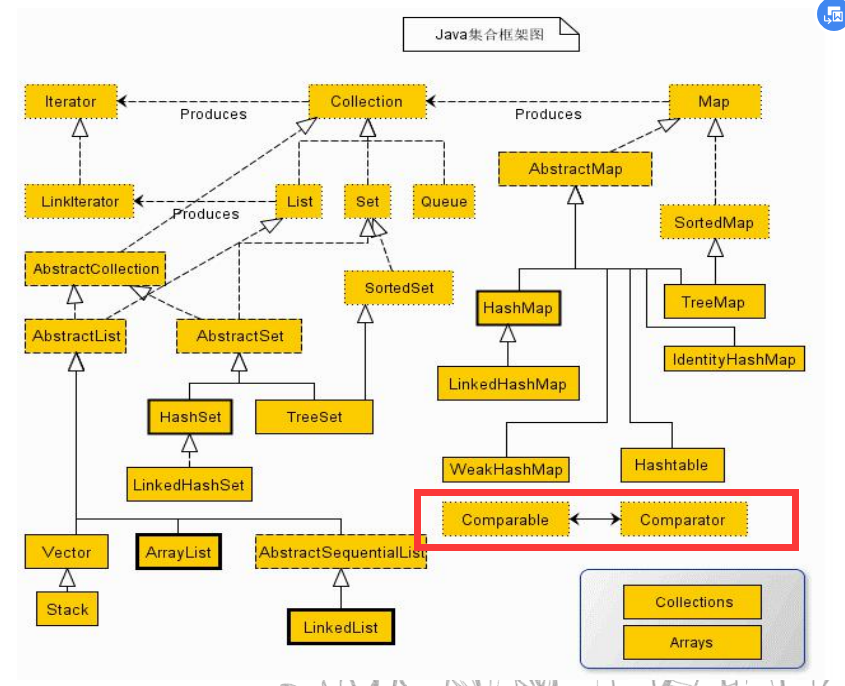 Java集合框架图
Iterator
Produces
Collection
Produces
Map
AbstractMap
LinkIterator
Produces
List
Set
Queue
SortedMap
AbstractCollection
SortedSet
HashMap
TreeMap
AbstractList
AbstractSet
IdentityHashMap
LinkedHashMap
HashSet
TreeSet
WeakHashMap
Hashtable
LinkedHashSet
Comparable
Comparator
Vector
ArrayList
AbstractSequentialList
Stack
LinkedList
Collections
Arrays